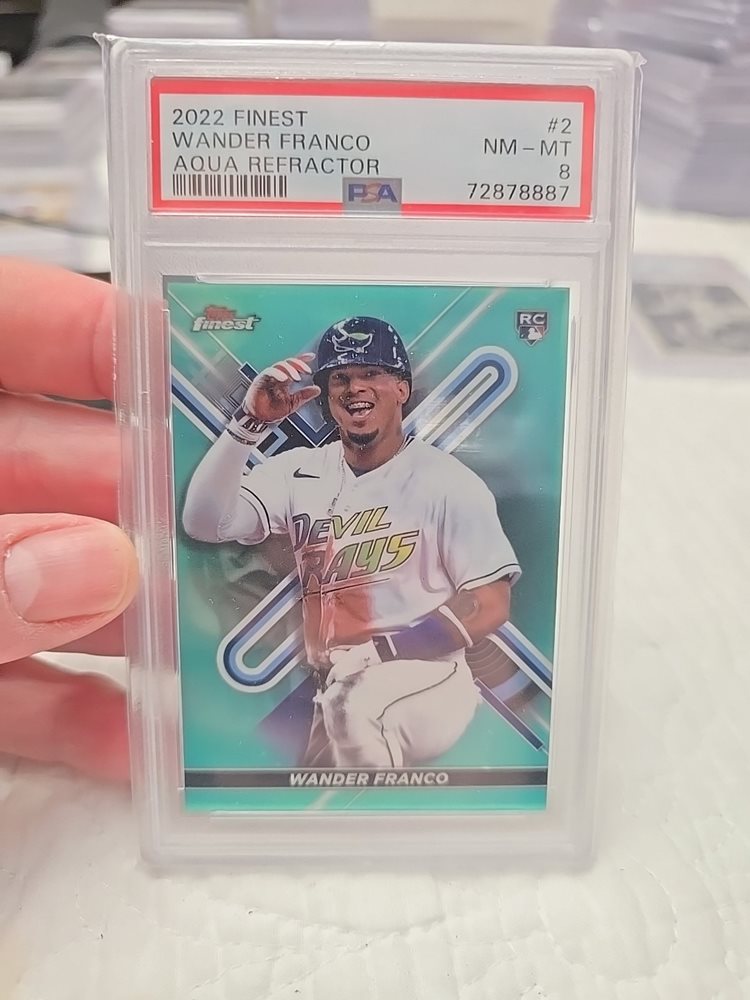 2022 FINEST
WANDER FRANCO
AQUA REFRACTOR
#2
NM - MT
8
72878887
PSA
Topps
finest
RC
DEVIL
RAYS
WANDER FRANCO